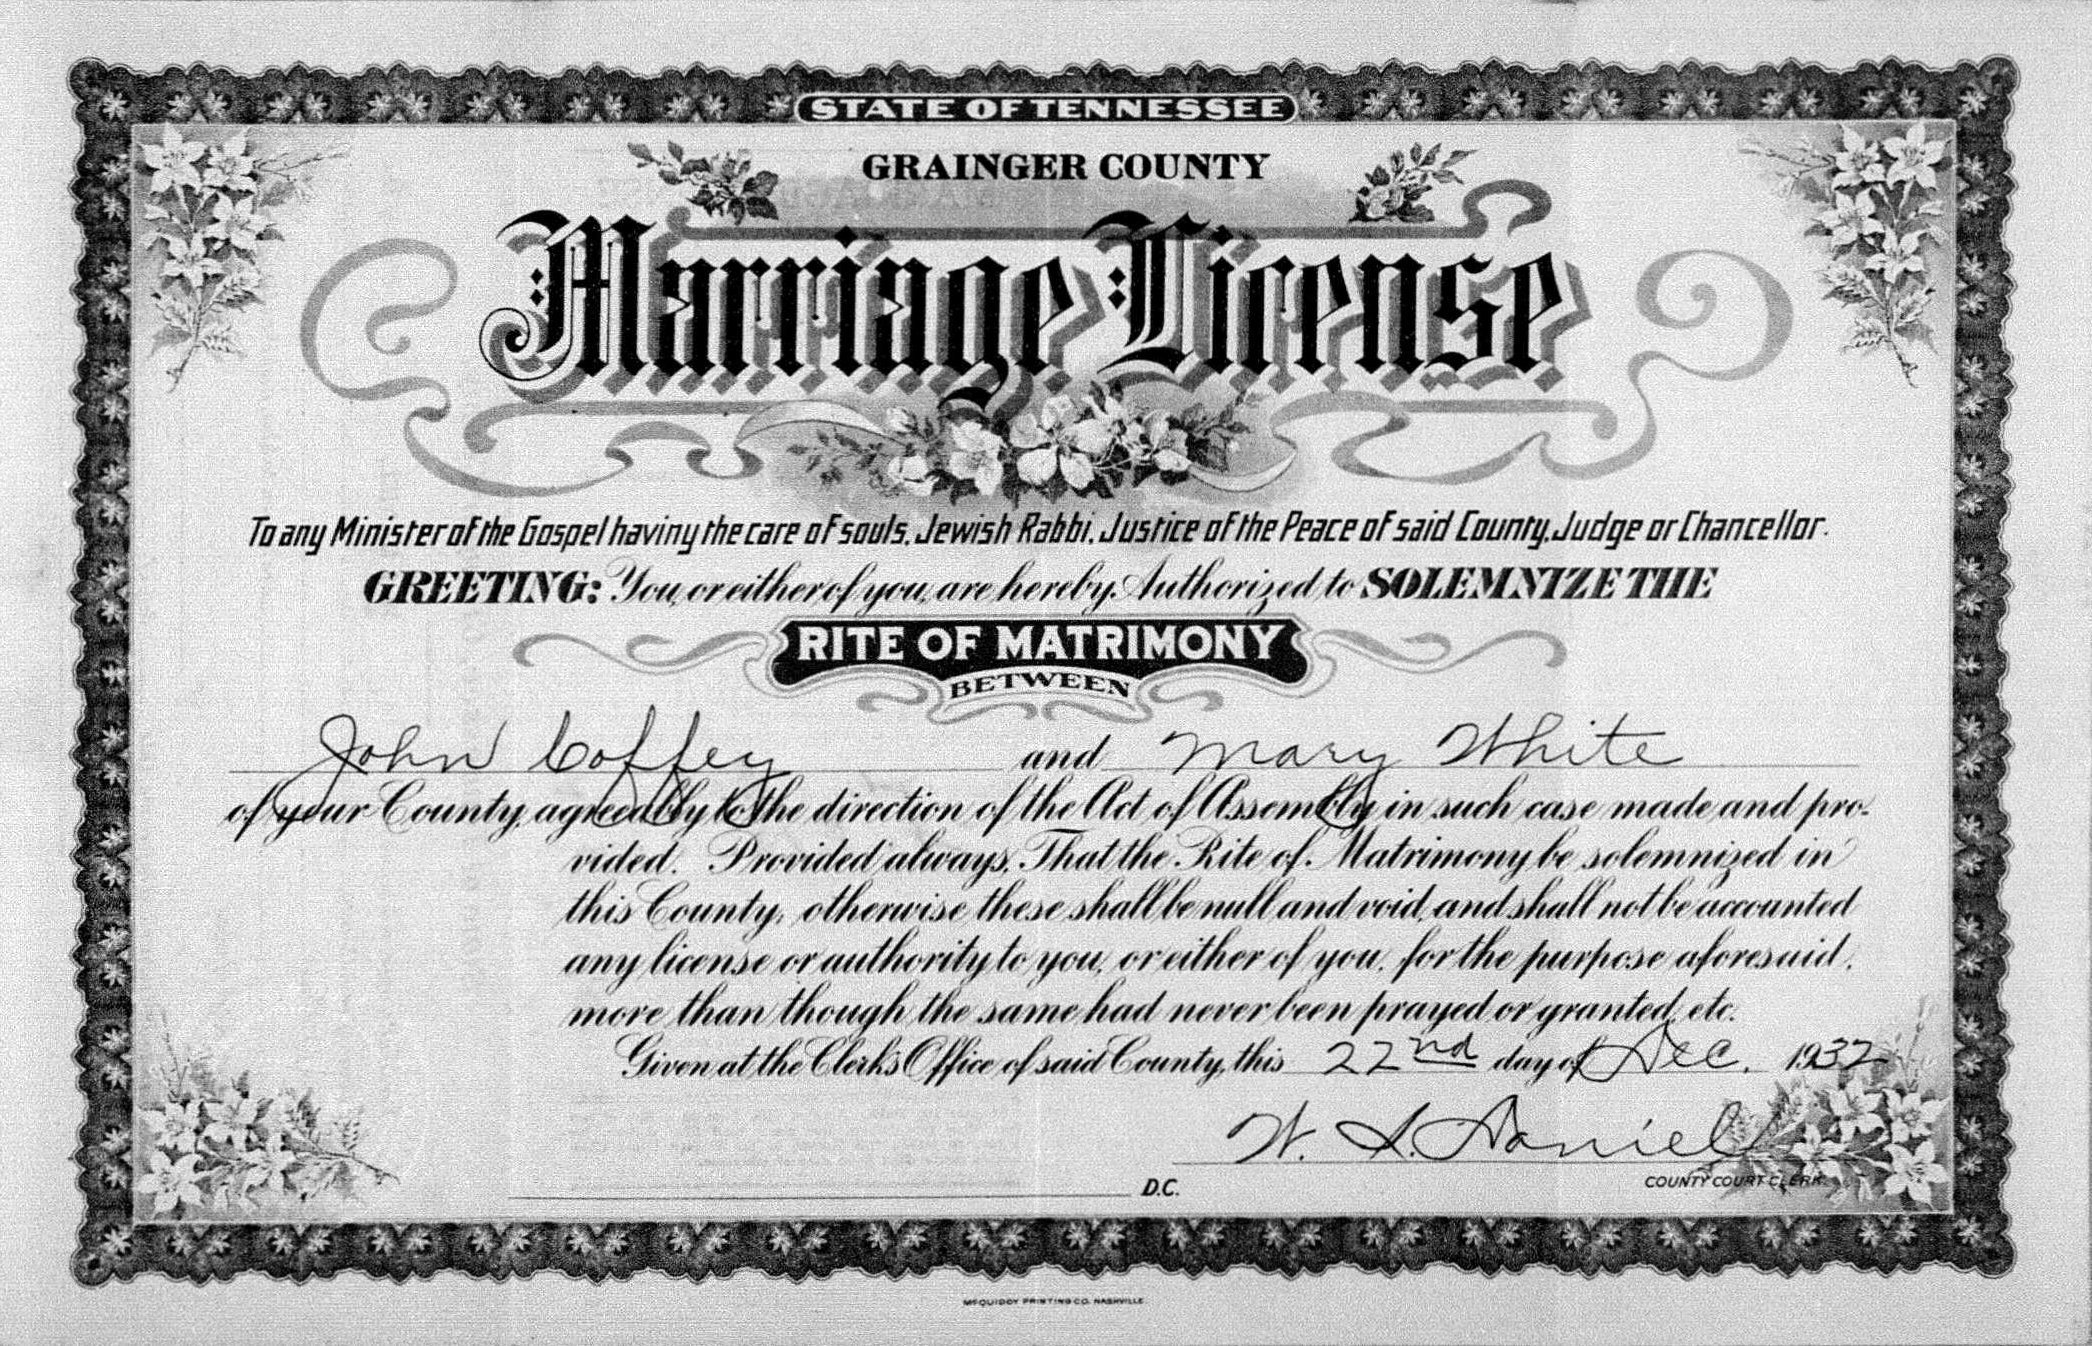 STATE OF TENNESSEE
GRAINGER COUNTY
Marriage License
To any Minister of the Gospel having the care of souls, Jewish Rabbi, Justice of the Peace of said County, Judge or Chancellor.
GREETING: You, or either of you, are hereby Authorized to SOLEMNIZE THE
RITE OF MATRIMONY
BETWEEN
John Coffey and Mary White
of your County, agreeably to the direction of the Act of Assembly in such case made and pro-
vided. Provided always, That the Rite of Matrimony be solemnized in
this County, otherwise these shall be null and void, and shall not be accounted
any license or authority to you, or either of you, for the purpose aforesaid,
more than though the same had never been prayed or granted, etc.
Given at the Clerk's Office of said County, this 22nd day of Dec. 1932
W. S. Daniel
COUNTY COURT CLERK.
D.C.
McQUIDDY PRINTING CO. NASHVILLE